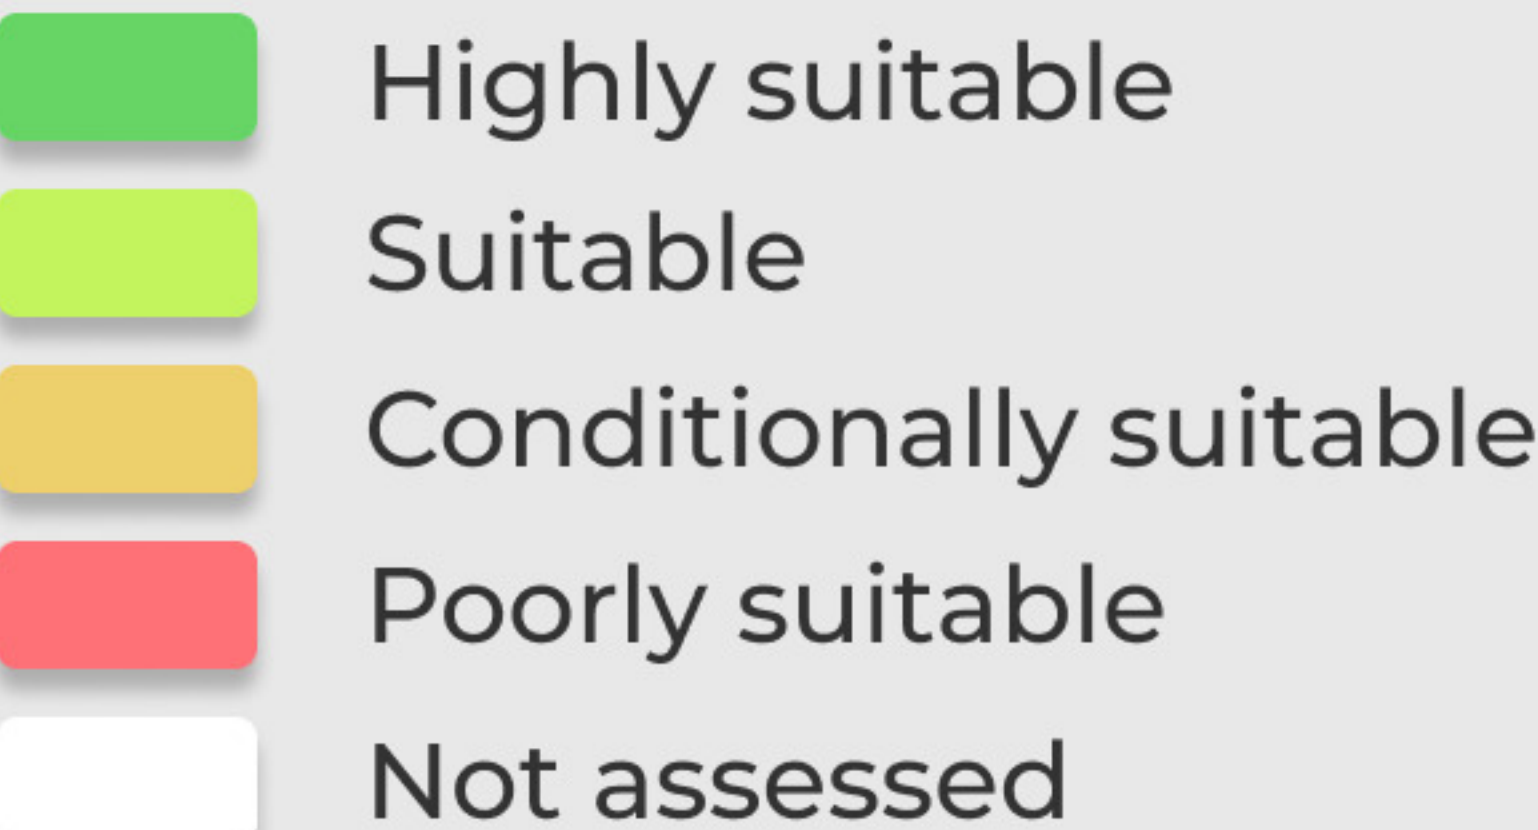 Highly suitable
Suitable
Conditionally suitable
Poorly suitable
Not assessed